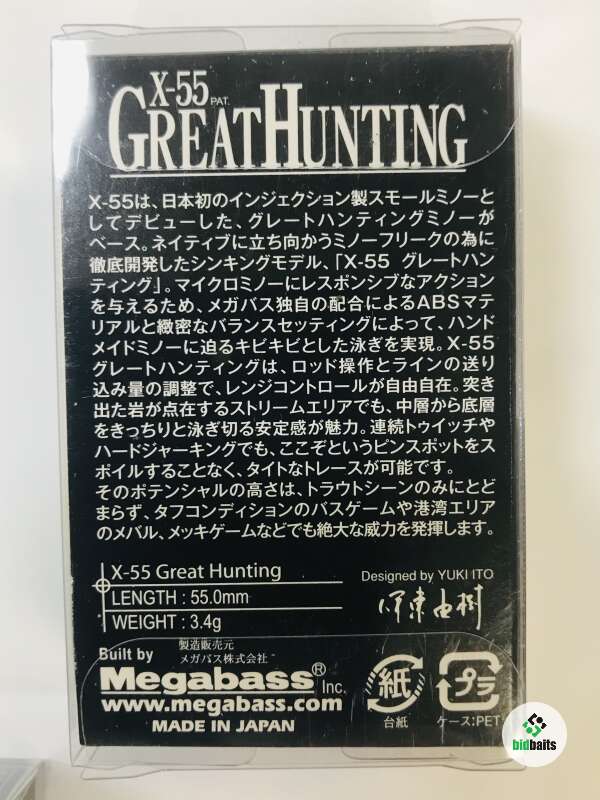 X-55
PAT.
GREAT HUNTING
X-55は、日本初のインジェクション製スモールミノーと
してデビューした、グレートハンティングミノーが
ベース。ネイティブに立ち向かうミノーフリークの為に
徹底開発したシンキングモデル、「X-55 グレートハン
ティング」。マイクロミノーにレスポンシブなアクション
を与えるため、メガバス独自の配合によるABSマテ
リアルと緻密なバランスセッティングによって、ハンド
メイドミノーに迫るキビキビとした泳ぎを実現。X-55
グレートハンティングは、ロッド操作とラインの送り
込み量の調整で、レンジコントロールが自由自在。突き
出た岩が点在するストリームエリアでも、中層から底層
をきっちりと泳ぎ切る安定感が魅力。連続トゥイッチや
ハードジャーキングでも、ここぞというピンスポットをス
ポイルすることなく、タイトなトレースが可能です。
そのポテンシャルの高さは、トラウトシーンのみにとど
まらず、タフコンディションのバスゲームや港湾エリア
のメバル、メッキゲームなどでも絶大な威力を発揮します。
X-55 Great Hunting
LENGTH : 55.0mm
WEIGHT : 3.4g
Designed by YUKI ITO
伊東由樹
Built by
製造販売元
メガバス株式会社
Megabass® Inc.
www.megabass.com
MADE IN JAPAN
紙
台紙
プラ
ケース:PET
bidbaits